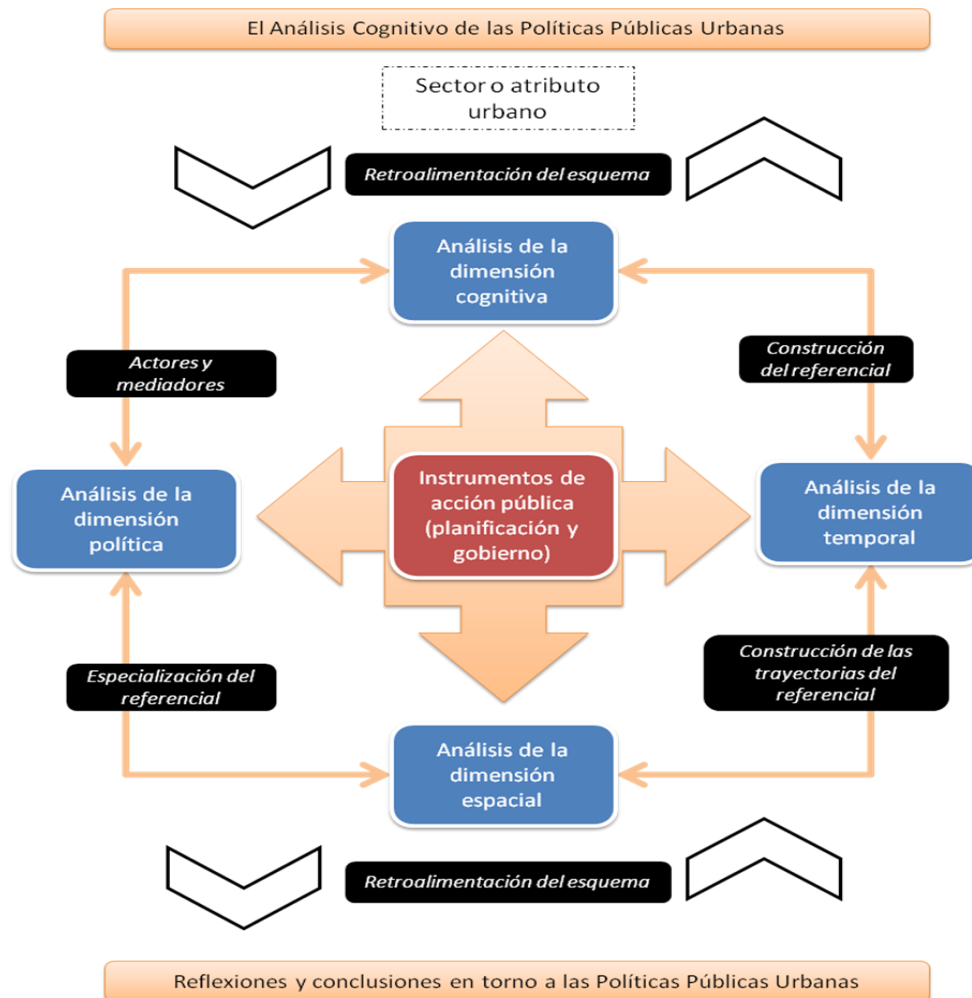 El Análisis Cognitivo de las Políticas Públicas Urbanas
Sector o atributo
urbano
Retroalimentación del esquema
Análisis de la
dimensión
cognitiva
Actores y
mediadores
Construcción
del referencial
Análisis de la
dimensión
política
Instrumentos de
acción pública
(planificación y
gobierno)
Análisis de la
dimensión
temporal
Especialización del
referencial
Construcción de las
trayectorias del
referencial
Análisis de la
dimensión
espacial
Retroalimentación del esquema
Reflexiones y conclusiones en torno a las Políticas Públicas Urbanas